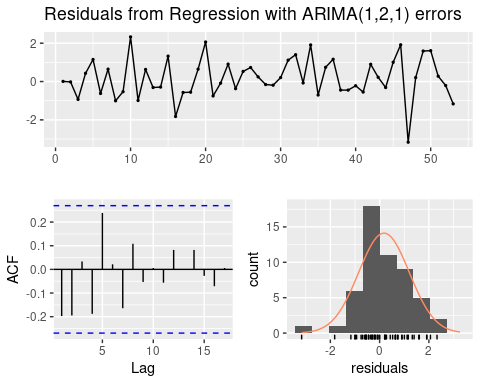 Residuals from Regression with ARIMA(1,2,1) errors
2
0
-2
0 10 20 30 40 50
ACF
0.2
0.1
0.0
-0.1
-0.2
5 10 15
Lag
count
15
10
5
0
-2 0 2
residuals